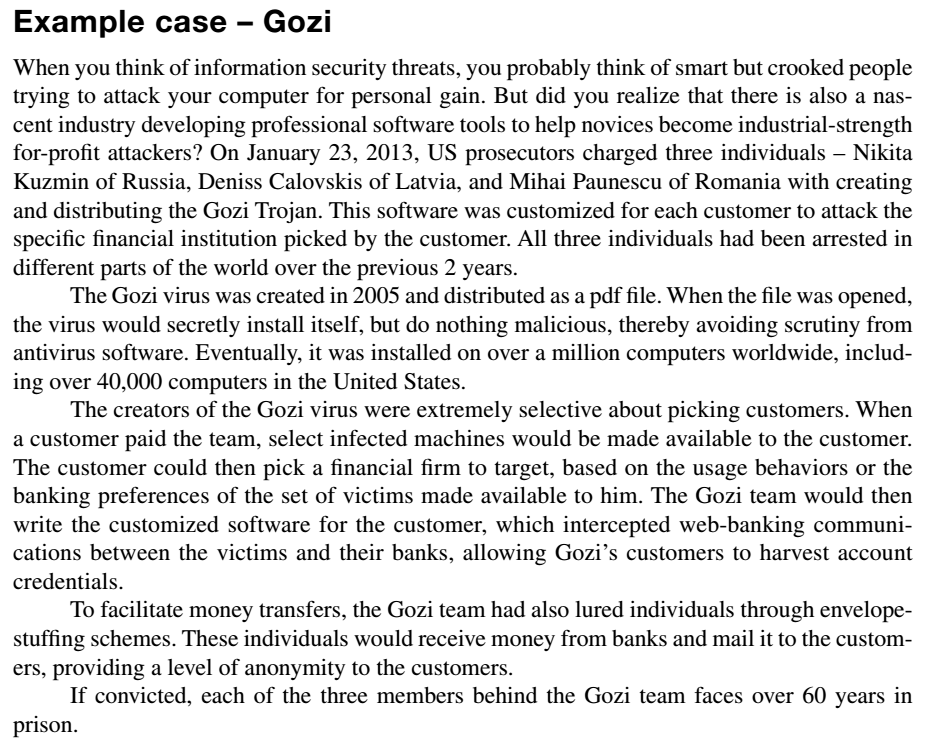 Example case – Gozi
When you think of information security threats, you probably think of smart but crooked people
trying to attack your computer for personal gain. But did you realize that there is also a nas-
cent industry developing professional software tools to help novices become industrial-strength
for-profit attackers? On January 23, 2013, US prosecutors charged three individuals – Nikita
Kuzmin of Russia, Deniss Calovskis of Latvia, and Mihai Paunescu of Romania with creating
and distributing the Gozi Trojan. This software was customized for each customer to attack the
specific financial institution picked by the customer. All three individuals had been arrested in
different parts of the world over the previous 2 years.
The Gozi virus was created in 2005 and distributed as a pdf file. When the file was opened,
the virus would secretly install itself, but do nothing malicious, thereby avoiding scrutiny from
antivirus software. Eventually, it was installed on over a million computers worldwide, includ-
ing over 40,000 computers in the United States.
The creators of the Gozi virus were extremely selective about picking customers. When
a customer paid the team, select infected machines would be made available to the customer.
The customer could then pick a financial firm to target, based on the usage behaviors or the
banking preferences of the set of victims made available to him. The Gozi team would then
write the customized software for the customer, which intercepted web-banking communi-
cations between the victims and their banks, allowing Gozi's customers to harvest account
credentials.
To facilitate money transfers, the Gozi team had also lured individuals through envelope-
stuffing schemes. These individuals would receive money from banks and mail it to the custom-
ers, providing a level of anonymity to the customers.
If convicted, each of the three members behind the Gozi team faces over 60 years in
prison.